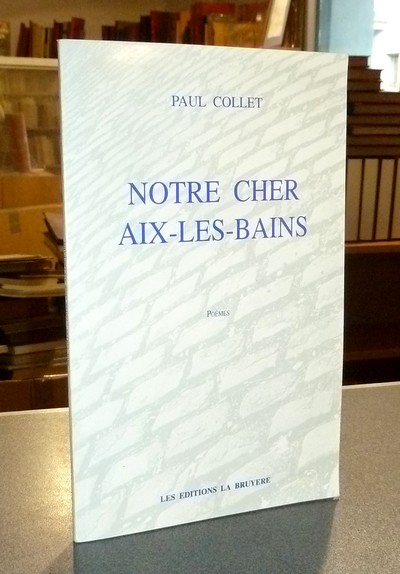 PAUL COLLET
NOTRE CHER
AIX-LES-BAINS
POÈMES
LES EDITIONS LA BRUYERE